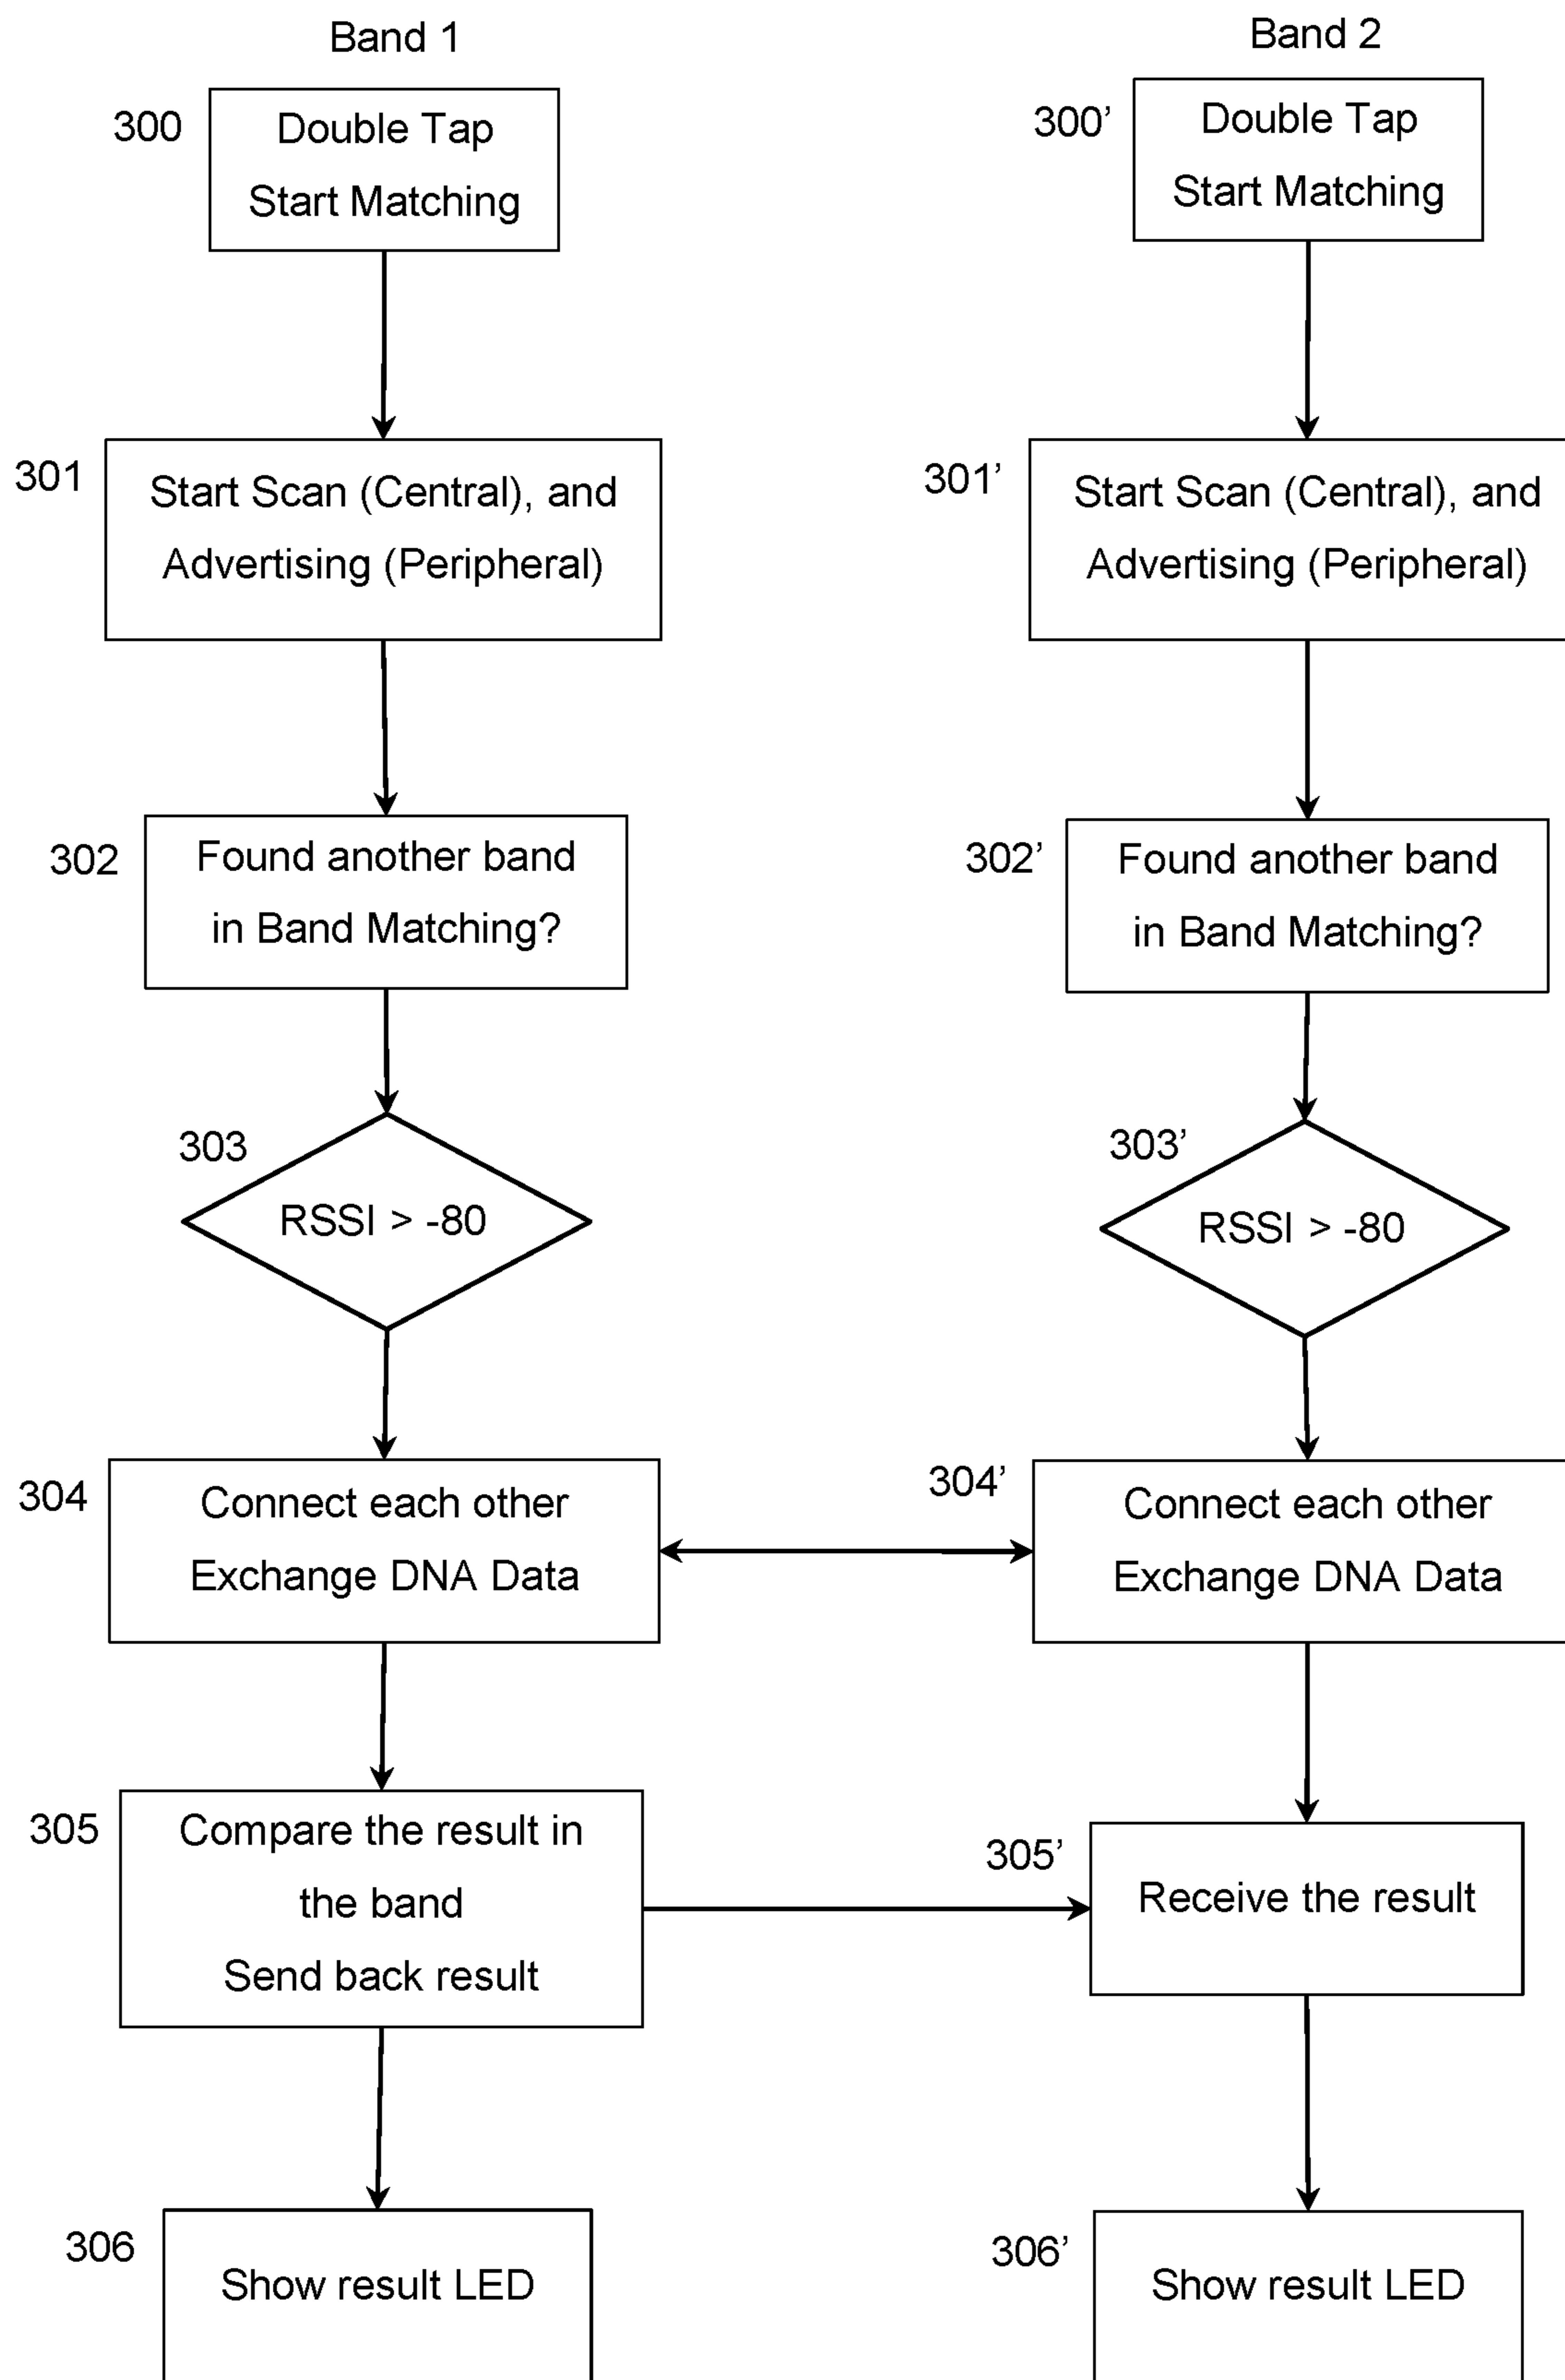 Band 1
Band 2
300
Double Tap
Start Matching
300’
Double Tap
Start Matching
301
Start Scan (Central), and
Advertising (Peripheral)
301’
Start Scan (Central), and
Advertising (Peripheral)
302
Found another band
in Band Matching?
302’
Found another band
in Band Matching?
303
RSSI > -80
303’
RSSI > -80
304
Connect each other
Exchange DNA Data
304’
Connect each other
Exchange DNA Data
305
Compare the result in
the band
Send back result
305’
Receive the result
306
Show result LED
306’
Show result LED